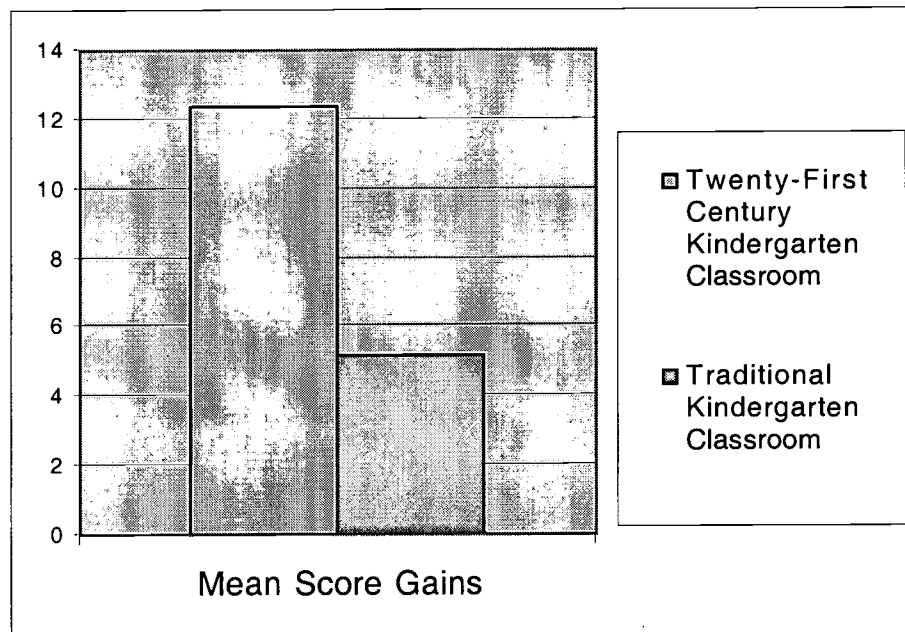 14
12
10
8
6
4
2
0
Mean Score Gains
Twenty-First
Century
Kindergarten
Classroom
Traditional
Kindergarten
Classroom